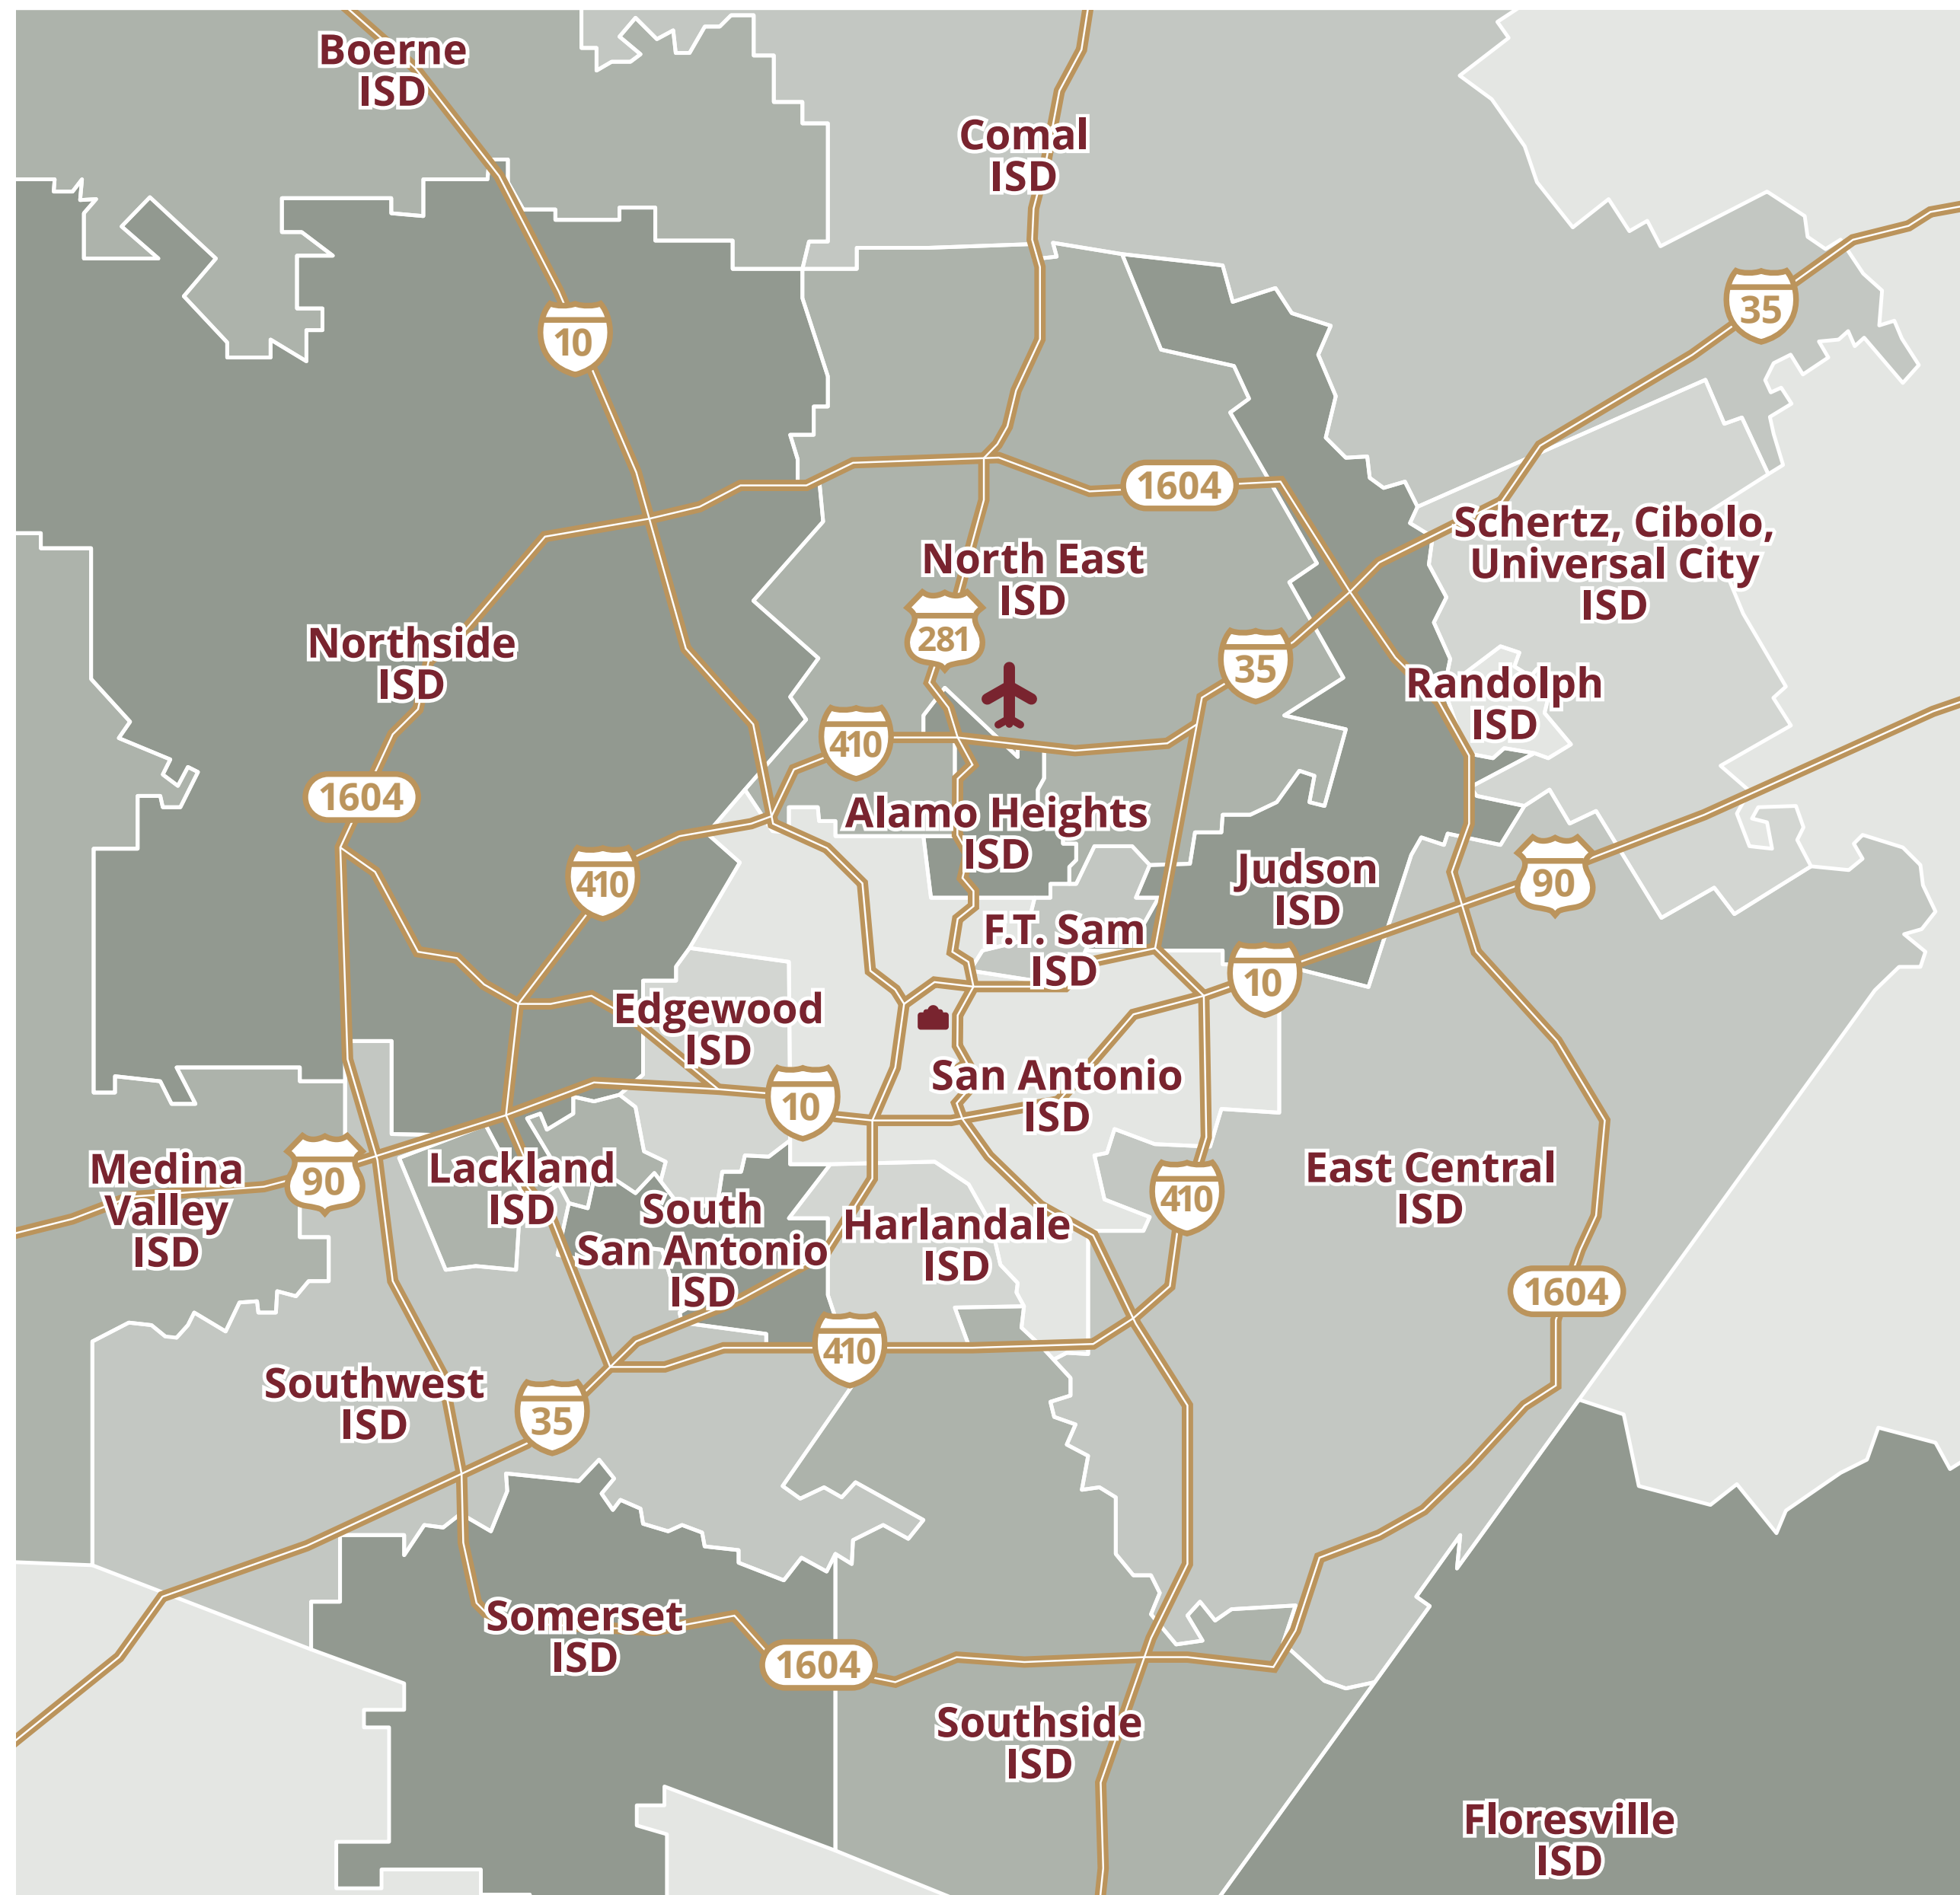 Boerne
ISD
Comal
ISD
35
10
1604
Schertz, Cibolo,
Universal City
ISD
North East
ISD
281
Northside
ISD
35
Randolph
ISD
410
1604
Alamo Heights
ISD
410
Judson
ISD
90
F.T. Sam
ISD
10
Edgewood
ISD
San Antonio
ISD
10
Medina
Valley
ISD
90
Lackland
ISD
South
San Antonio
ISD
Harlandale
ISD
410
East Central
ISD
1604
410
Southwest
ISD
35
Somerset
ISD
1604
Southside
ISD
Floresville
ISD